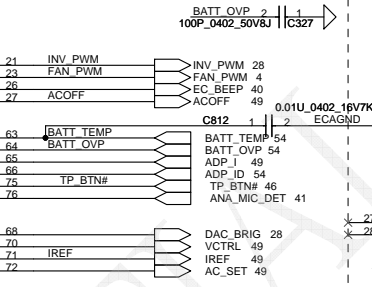 BATT_OVP 2 1
100P_0402_50V8J C327
21 INV_PWM INV_PWM 28
23 FAN_PWM FAN_PWM 4
26 EC_BEEP 40
27 ACOFF ACOFF 49
C812 1 2 0.01U_0402_16V7K
ECAGND
63 BATT_TEMP BATT_TEMP 54
64 BATT_OVP BATT_OVP 54
65 ADP_I 49
66 ADP_ID 54
75 TP_BTN# TP_BTN# 46
76 ANA_MIC_DET 41
27
68 DAC_BRIG 28 28
70 VCTRL 49
71 IREF IREF 49
72 AC_SET 49